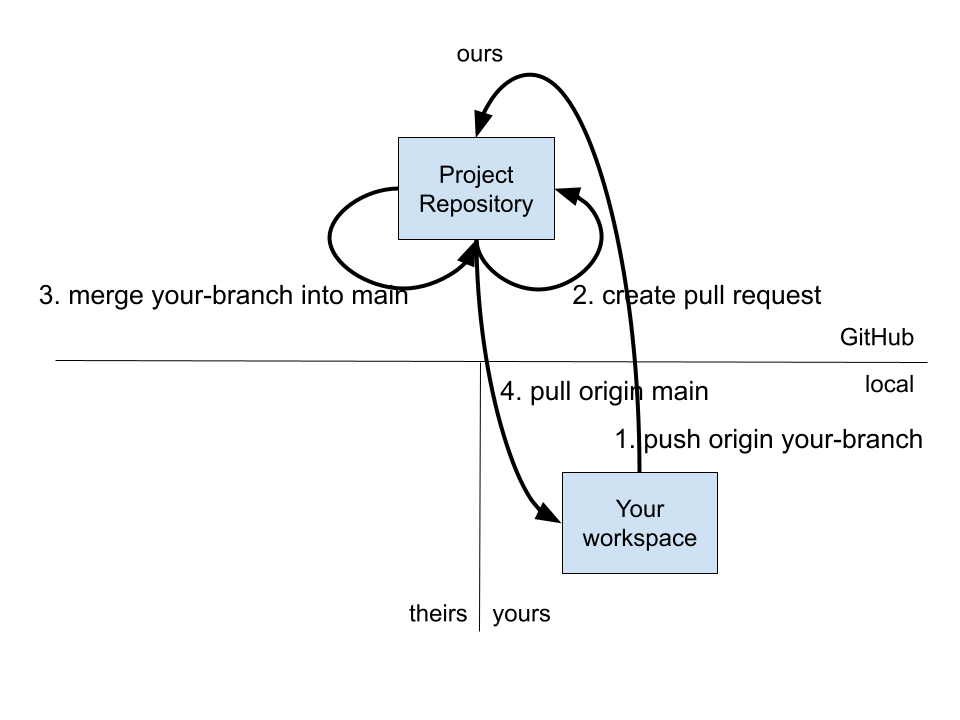 ours
Project
Repository
3. merge your-branch into main
2. create pull request
GitHub
local
4. pull origin main
1. push origin your-branch
Your
workspace
theirs
yours